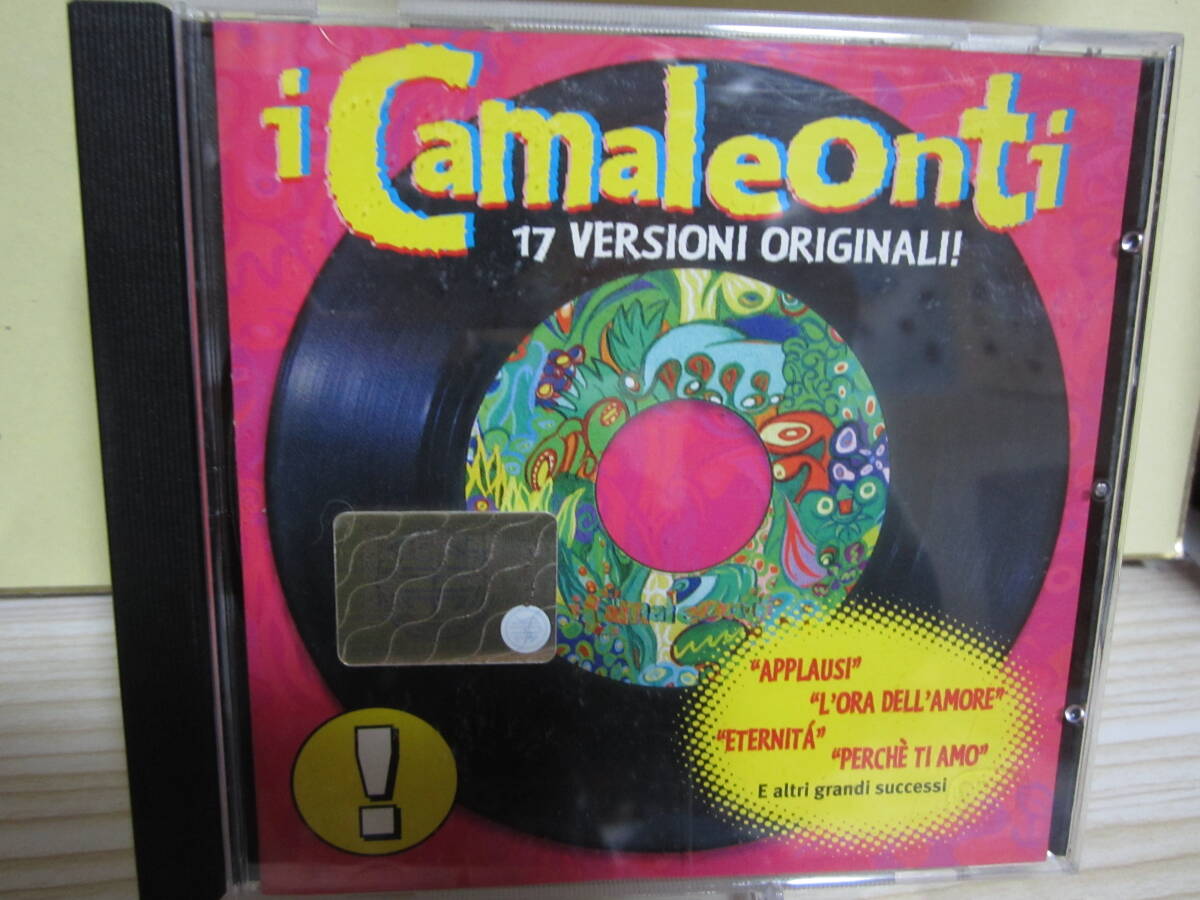 i Camaleonti
17 VERSIONI ORIGINALI!
"APPLAUSI"
"L'ORA DELL'AMORE"
"ETERNITÁ"
"PERCHÈ TI AMO"
E altri grandi successi
!